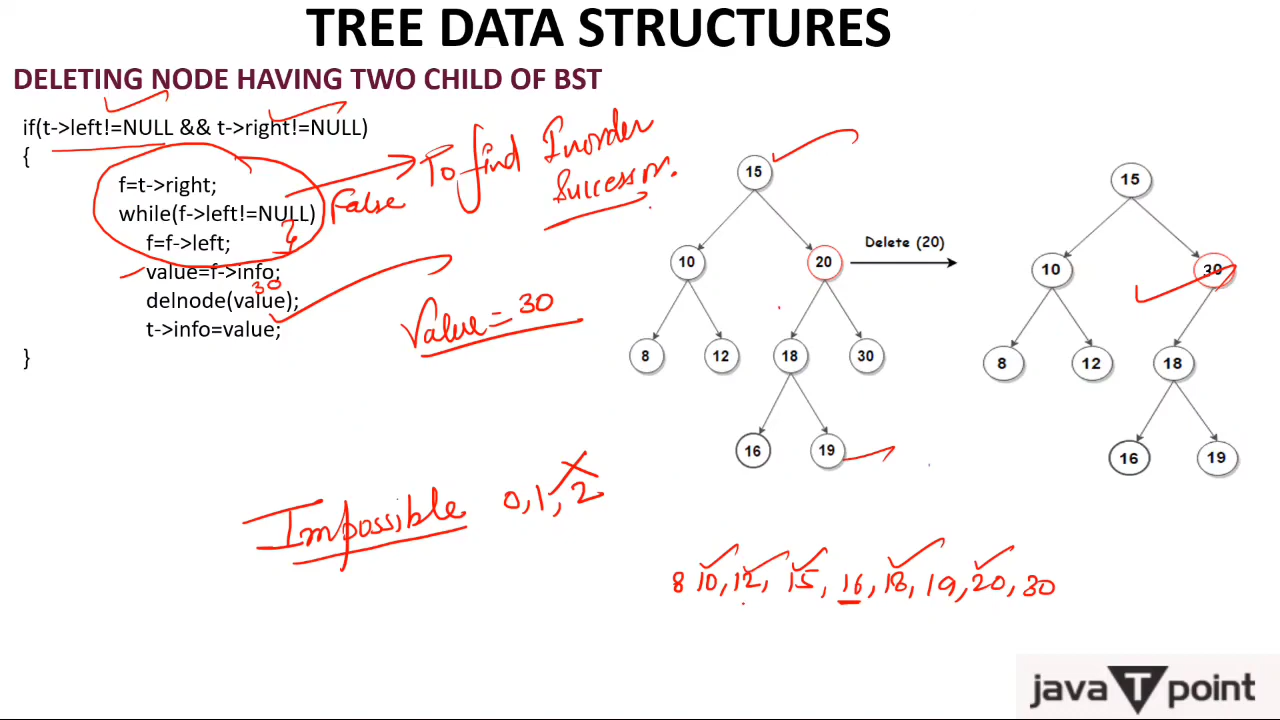 TREE DATA STRUCTURES
DELETING NODE HAVING TWO CHILD OF BST
if(t->left!=NULL && t->right!=NULL)
{
f=t->right;
while(f->left!=NULL)
f=f->left;
value=f->info;
30
delnode(value);
t->info=value;
}
False
To find Inorder
Successor.
Value = 30
15
10
20
8
12
18
30
16
19
Delete (20)
15
10
30
8
12
18
16
19
Impossible 0,1,2
8 10, 12, 15, 16, 18, 19, 20, 30
java T point